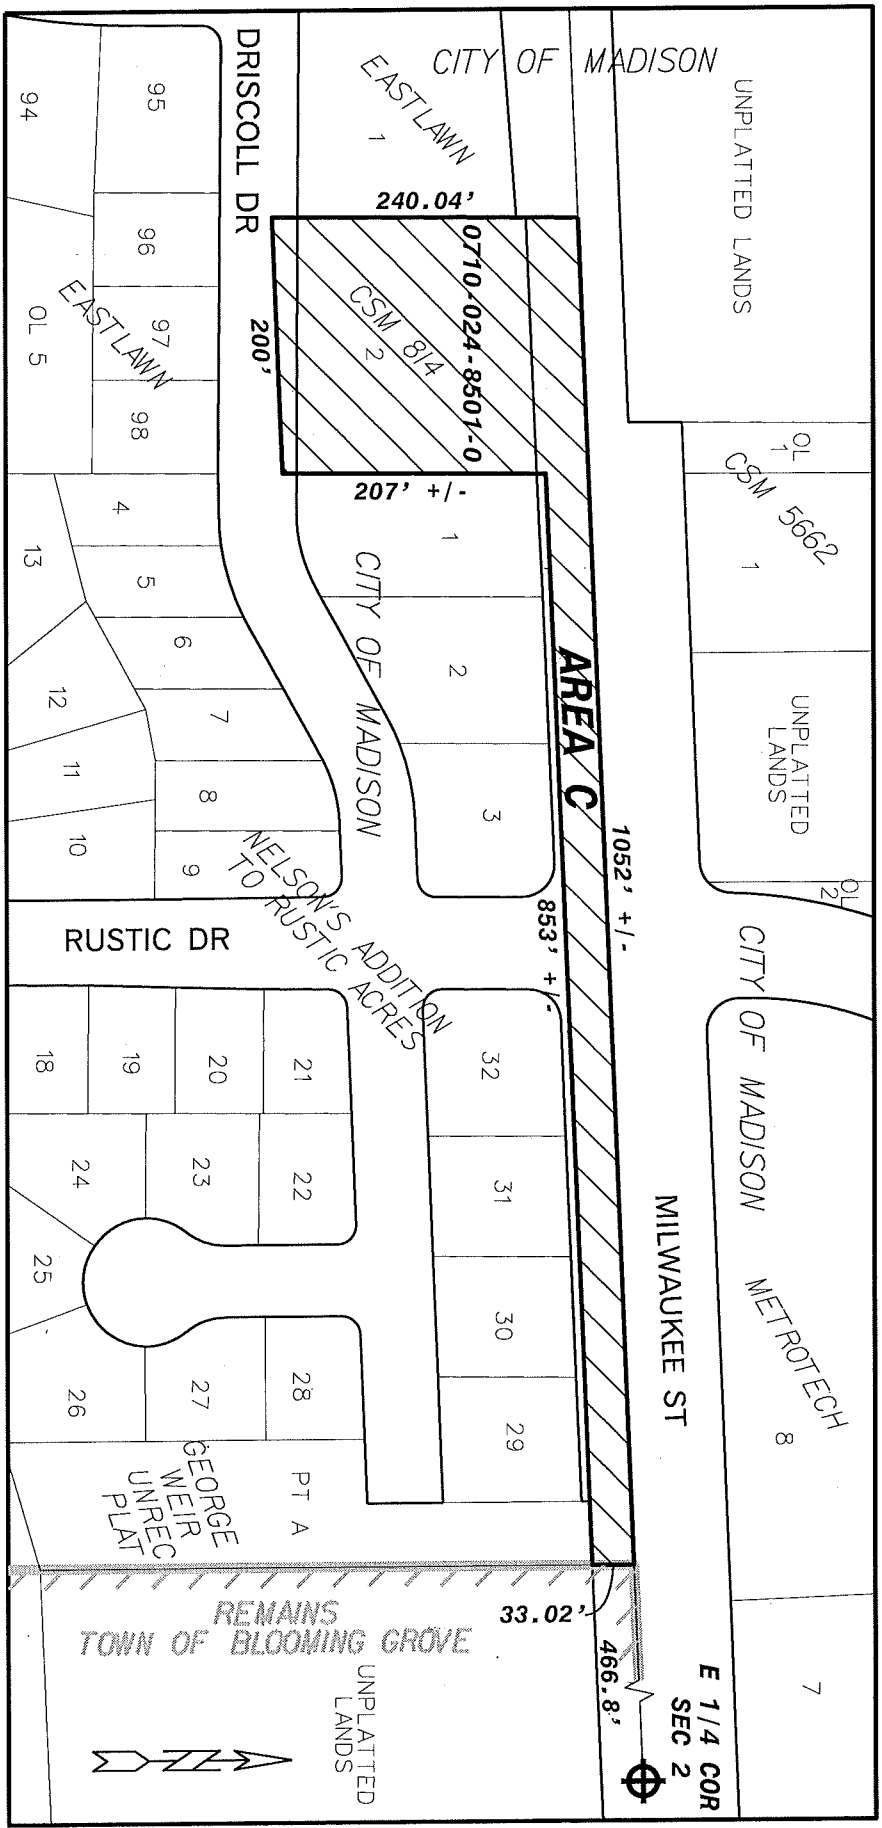 CITY OF MADISON
UNPLATTED LANDS
EASTLAWN
1
DRISCOLL DR
95
94
240.04'
0710-024-8501-0
CSM 814
2
200'
207' +/-
96
97
98
EASTLAWN
OL 5
OL
1
CSM 5662
1
UNPLATTED
LANDS
OL
2
AREA C
1052' +/-
853' +/-
1
2
3
CITY OF MADISON
4
5
6
7
8
9
13
12
11
10
NELSON'S ADDITION
TO RUSTIC ACRES
RUSTIC DR
CITY OF MADISON
MILWAUKEE ST
METROTECH
8
7
32
31
30
29
21
20
19
18
22
23
24
25
26
27
28
PT A
GEORGE
WEIR
UNREC
PLAT
REMAINS
TOWN OF BLOOMING GROVE
33.02'
466.8'
E 1/4 COR
SEC 2
UNPLATTED
LANDS
N